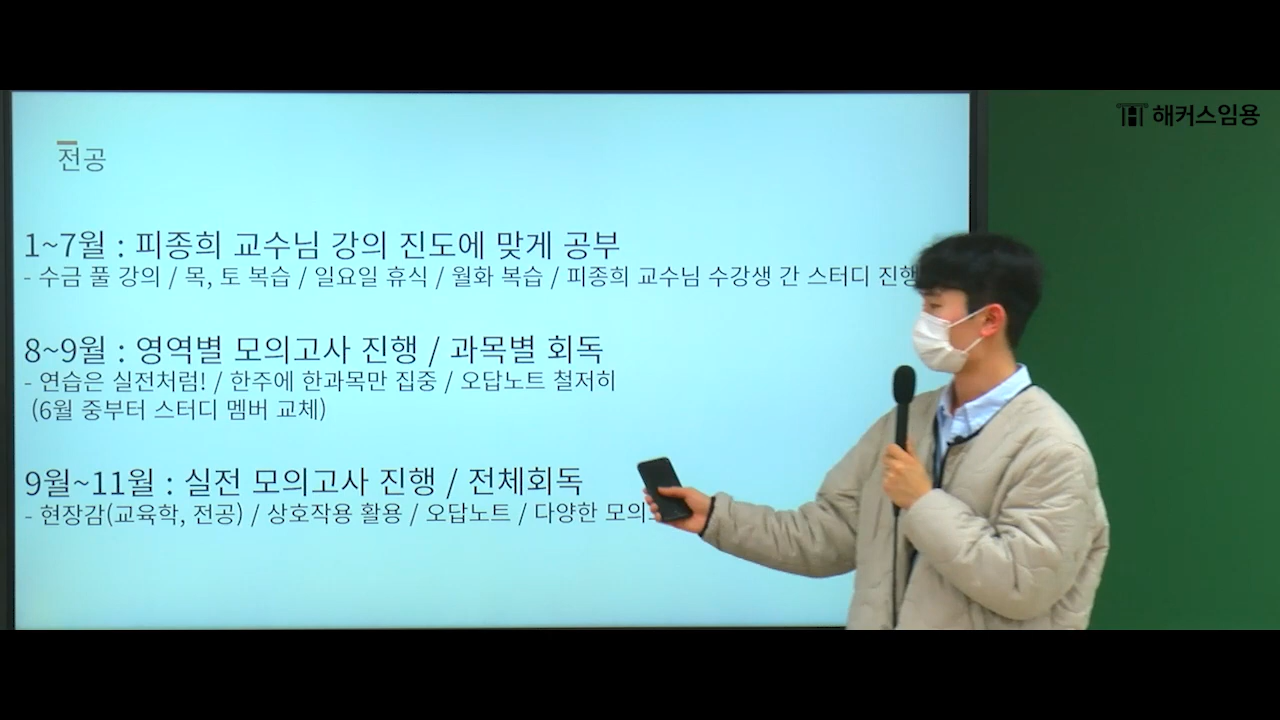 해커스임용
전공
1~7월 : 피종희 교수님 강의 진도에 맞게 공부
- 수금 풀 강의 / 목, 토 복습 / 일요일 휴식 / 월화 복습 / 피종희 교수님 수강생 간 스터디 진행
8~9월 : 영역별 모의고사 진행 / 과목별 회독
- 연습은 실전처럼! / 한주에 한과목만 집중 / 오답노트 철저히
(6월 중부터 스터디 멤버 교체)
9월~11월 : 실전 모의고사 진행 / 전체회독
- 현장감(교육학, 전공) / 상호작용 활용 / 오답노트 / 다양한 모의